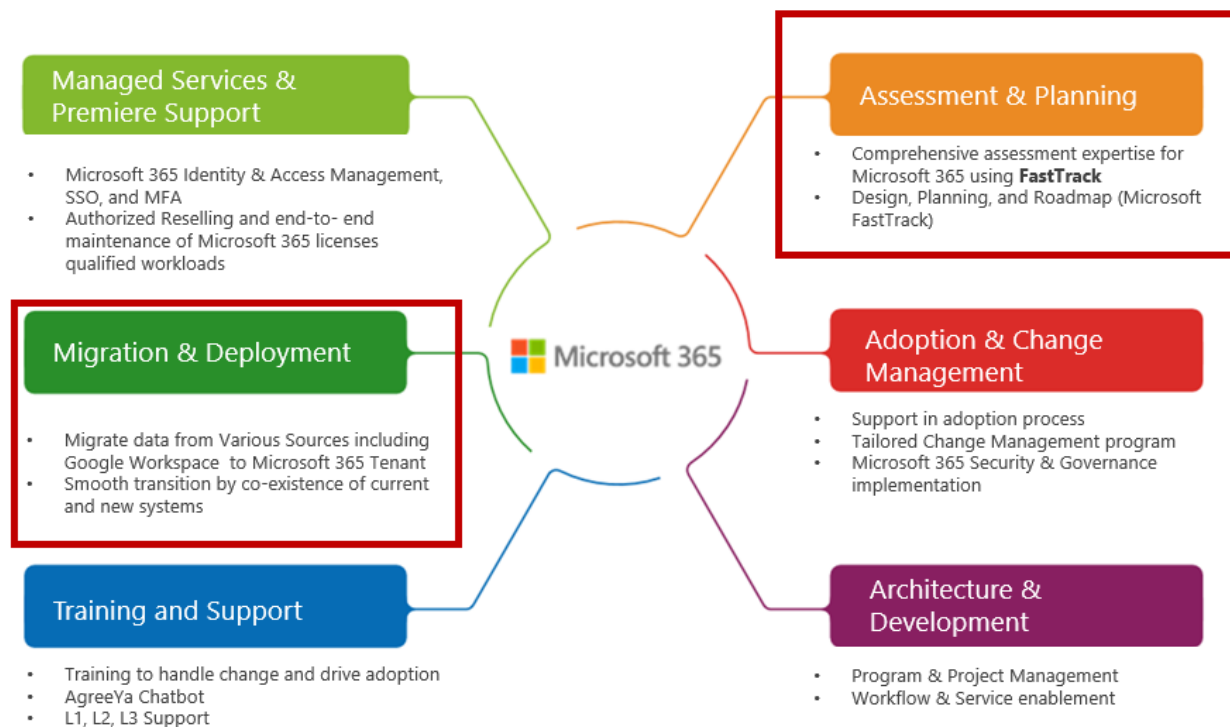 Managed Services &
Premiere Support
• Microsoft 365 Identity & Access Management,
SSO, and MFA
• Authorized Reselling and end-to- end
maintenance of Microsoft 365 licenses
qualified workloads
Migration & Deployment
• Migrate data from Various Sources including
Google Workspace to Microsoft 365 Tenant
• Smooth transition by co-existence of current
and new systems
Training and Support
• Training to handle change and drive adoption
• AgreeYa Chatbot
• L1, L2, L3 Support
Microsoft 365
Assessment & Planning
• Comprehensive assessment expertise for
Microsoft 365 using FastTrack
• Design, Planning, and Roadmap (Microsoft
FastTrack)
Adoption & Change
Management
• Support in adoption process
• Tailored Change Management program
• Microsoft 365 Security & Governance
implementation
Architecture &
Development
• Program & Project Management
• Workflow & Service enablement